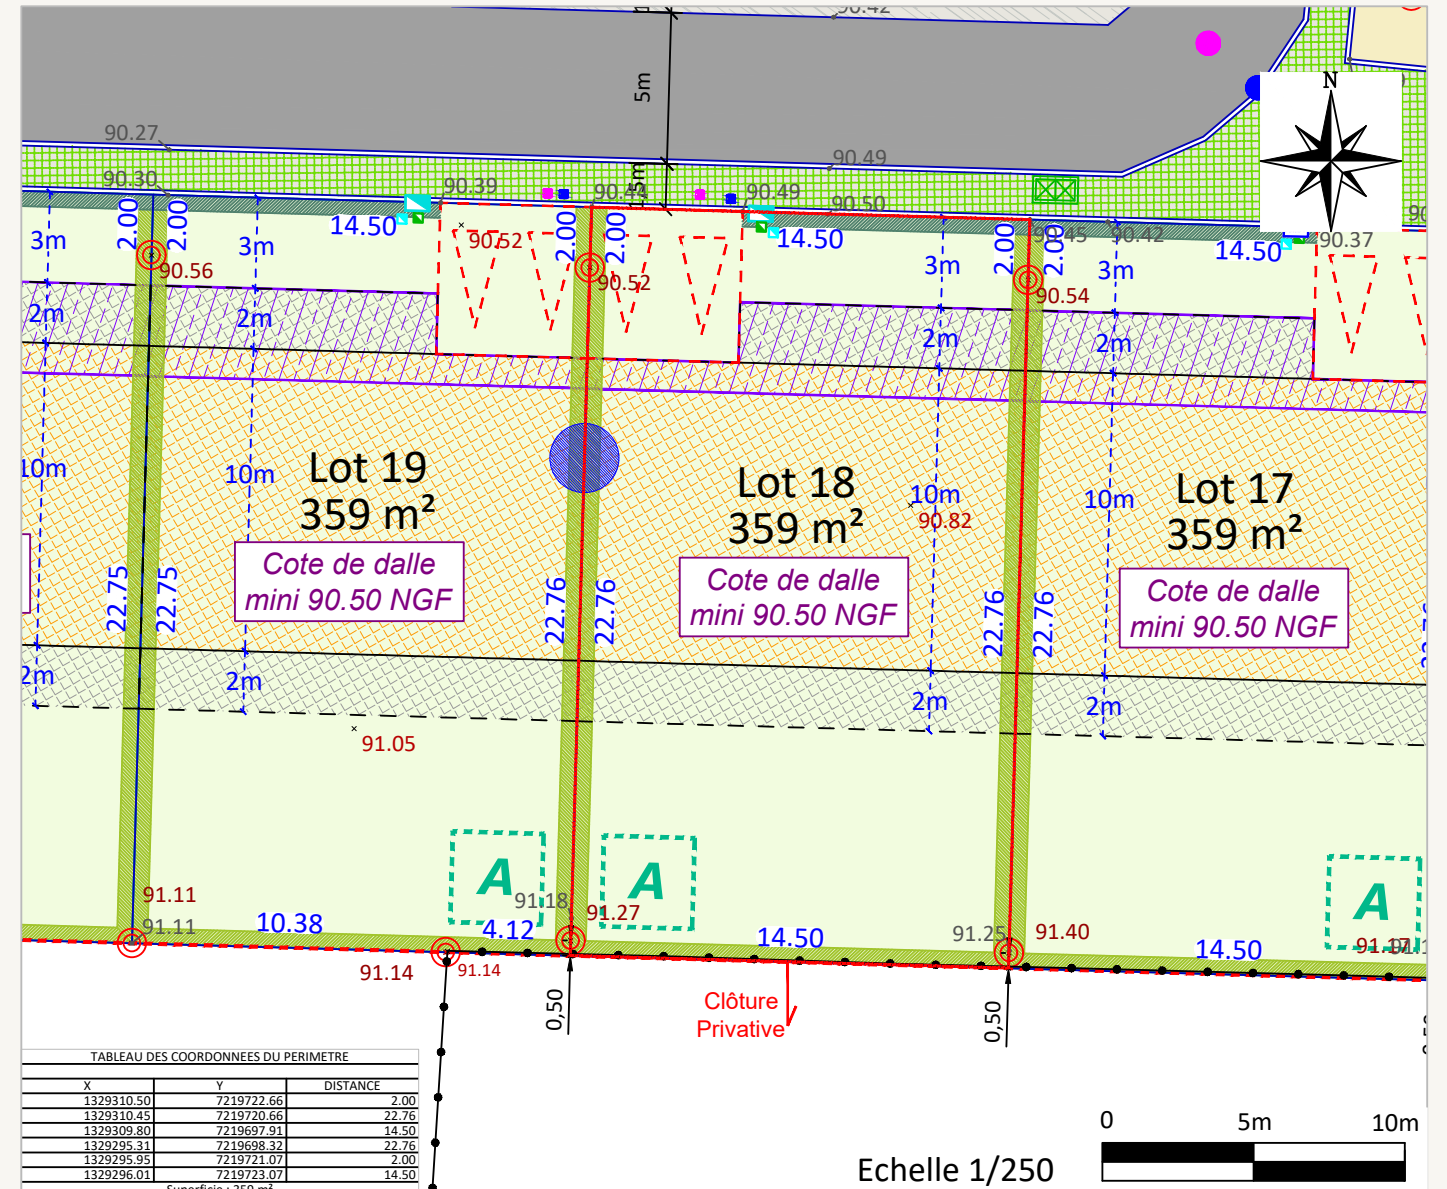 90.42
5m
N
90.27
90.49
90.30
90.39
90.44
90.49
90.50
90.45
90.42
90.37
3m
2.00
2.00
3m
14.50
90.52
2.00
2.00
14.50
3m
2.00
2.00
3m
14.50
90.56
90.52
90.54
2m
2m
2m
2m
10m
10m
10m
10m
Lot 19
359 m²
Cote de dalle
mini 90.50 NGF
Lot 18
359 m²
90.82
Cote de dalle
mini 90.50 NGF
Lot 17
359 m²
Cote de dalle
mini 90.50 NGF
22.75
22.75
22.76
22.76
22.76
22.76
2m
2m
2m
2m
91.05
A
A
A
91.11
91.11
10.38
4.12
91.18
91.27
14.50
91.25
91.40
14.50
91.17
91.14
91.14
0,50
Clôture
Privative
0,50
TABLEAU DES COORDONNEES DU PERIMETRE
X Y DISTANCE
1329310.50 7219722.66 2.00
1329310.45 7219720.66 22.76
1329309.80 7219697.91 14.50
1329295.31 7219698.32 22.76
1329295.95 7219721.07 2.00
1329296.01 7219723.07 14.50
Superficie : 359 m²
0 5m 10m
Echelle 1/250